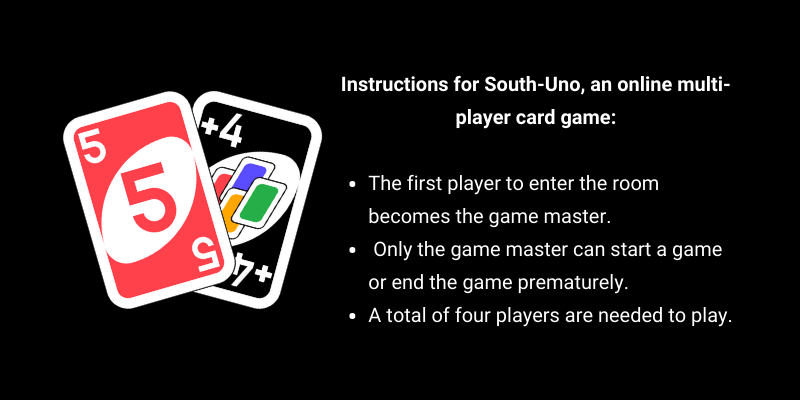 5
5
5
+4
+4
Instructions for South-Uno, an online multi-
player card game:
• The first player to enter the room
becomes the game master.
• Only the game master can start a game
or end the game prematurely.
• A total of four players are needed to play.